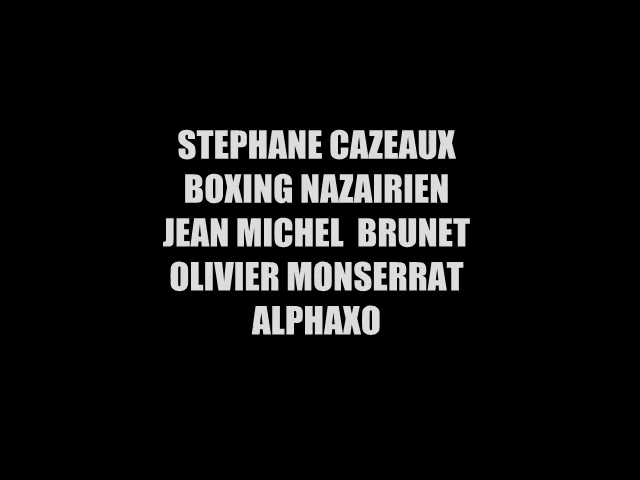 STEPHANE CAZEAUX
BOXING NAZAIRIEN
JEAN MICHEL  BRUNET
OLIVIER MONSERRAT
ALPHAXO